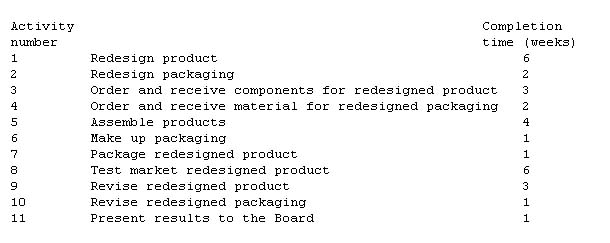 Activity Completion
number time (weeks)
1 Redesign product 6
2 Redesign packaging 2
3 Order and receive components for redesigned product 3
4 Order and receive material for redesigned packaging 2
5 Assemble products 4
6 Make up packaging 1
7 Package redesigned product 1
8 Test market redesigned product 6
9 Revise redesigned product 3
10 Revise redesigned packaging 1
11 Present results to the Board 1